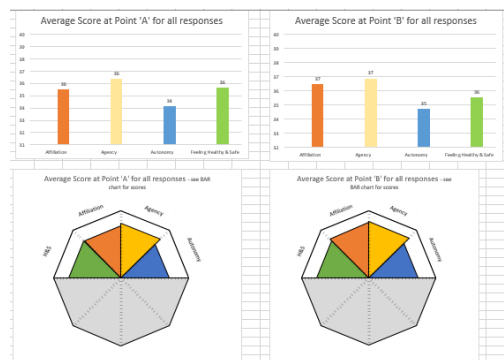 Average Score at Point 'A' for all responses
40
39
38
37
36
35
34
33
32
31
36
34
36
Affiliation
Agency
Autonomy
Feeling Healthy & Safe
Average Score at Point 'B' for all responses
40
39
38
37
36
35
34
33
32
37
37
35
36
Affiliation
Agency
Autonomy
Feeling Healthy & Safe
Average Score at Point 'A' for all responses - see BAR
chart for scores
H&S
Affiliation
Agency
Autonomy
Average Score at Point 'B' for all responses - see
BAR chart for scores
H&S
Affiliation
Agency
Autonomy